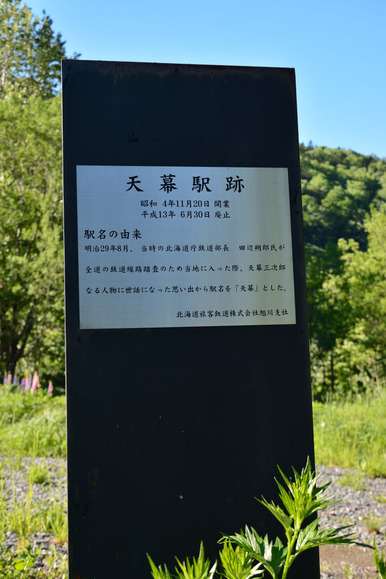 天幕駅跡
昭和 4年11月20日 開業
平成13年 6月30日 廃止
駅名の由来
明治29年8月、当時の北海道庁鉄道部長 田辺朔郎氏が
全道の鉄道線路踏査のため当地に入った際、天幕三次郎
なる人物に世話になった思い出から駅名を「天幕」とした。
北海道旅客鉄道株式会社旭川支社